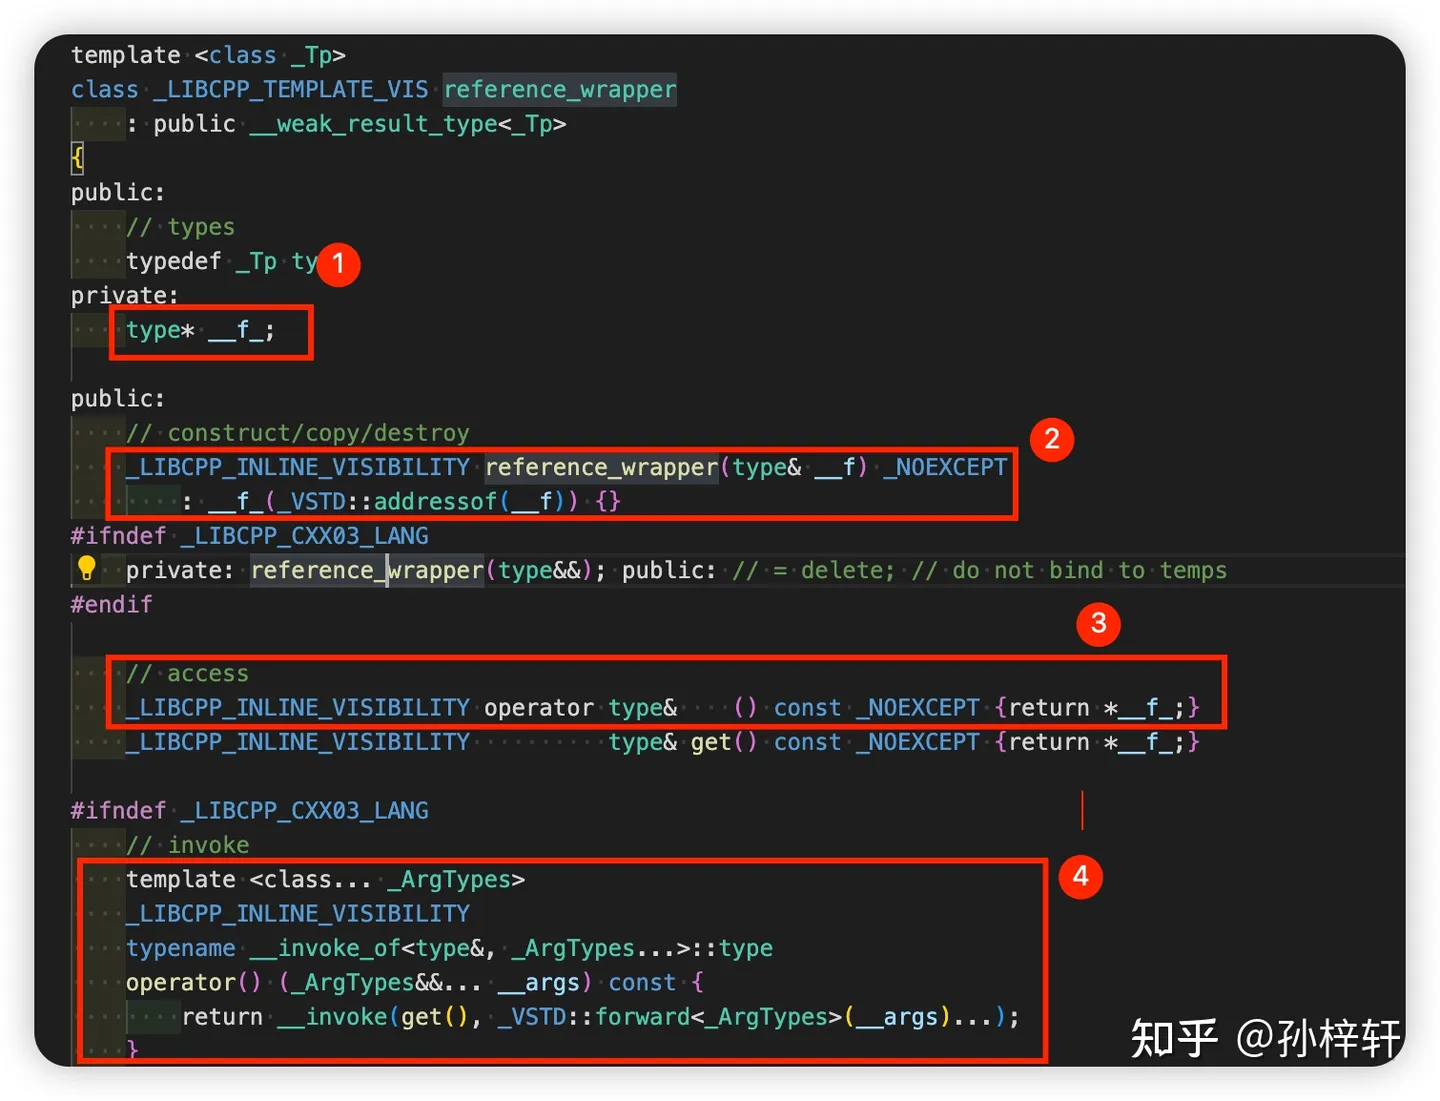 template <class _Tp>
class _LIBCPP_TEMPLATE_VIS reference_wrapper
: public __weak_result_type<_Tp>
{
public:
// types
typedef _Tp ty
1
private:
type* __f_;
public:
// construct/copy/destroy
2
_LIBCPP_INLINE_VISIBILITY reference_wrapper(type& __f) _NOEXCEPT
: __f_(_VSTD::addressof(__f)) {}
#ifndef _LIBCPP_CXX03_LANG
private: reference_wrapper(type&&); public: // = delete; // do not bind to temps
#endif
3
// access
_LIBCPP_INLINE_VISIBILITY operator type& () const _NOEXCEPT {return *__f_;}
_LIBCPP_INLINE_VISIBILITY type& get() const _NOEXCEPT {return *__f_;}
#ifndef _LIBCPP_CXX03_LANG
// invoke
4
template <class... _ArgTypes>
_LIBCPP_INLINE_VISIBILITY
typename __invoke_of<type&, _ArgTypes...>::type
operator() (_ArgTypes&&... __args) const {
return __invoke(get(), _VSTD::forward<_ArgTypes>(__args)...);
}
知乎 @孙梓轩